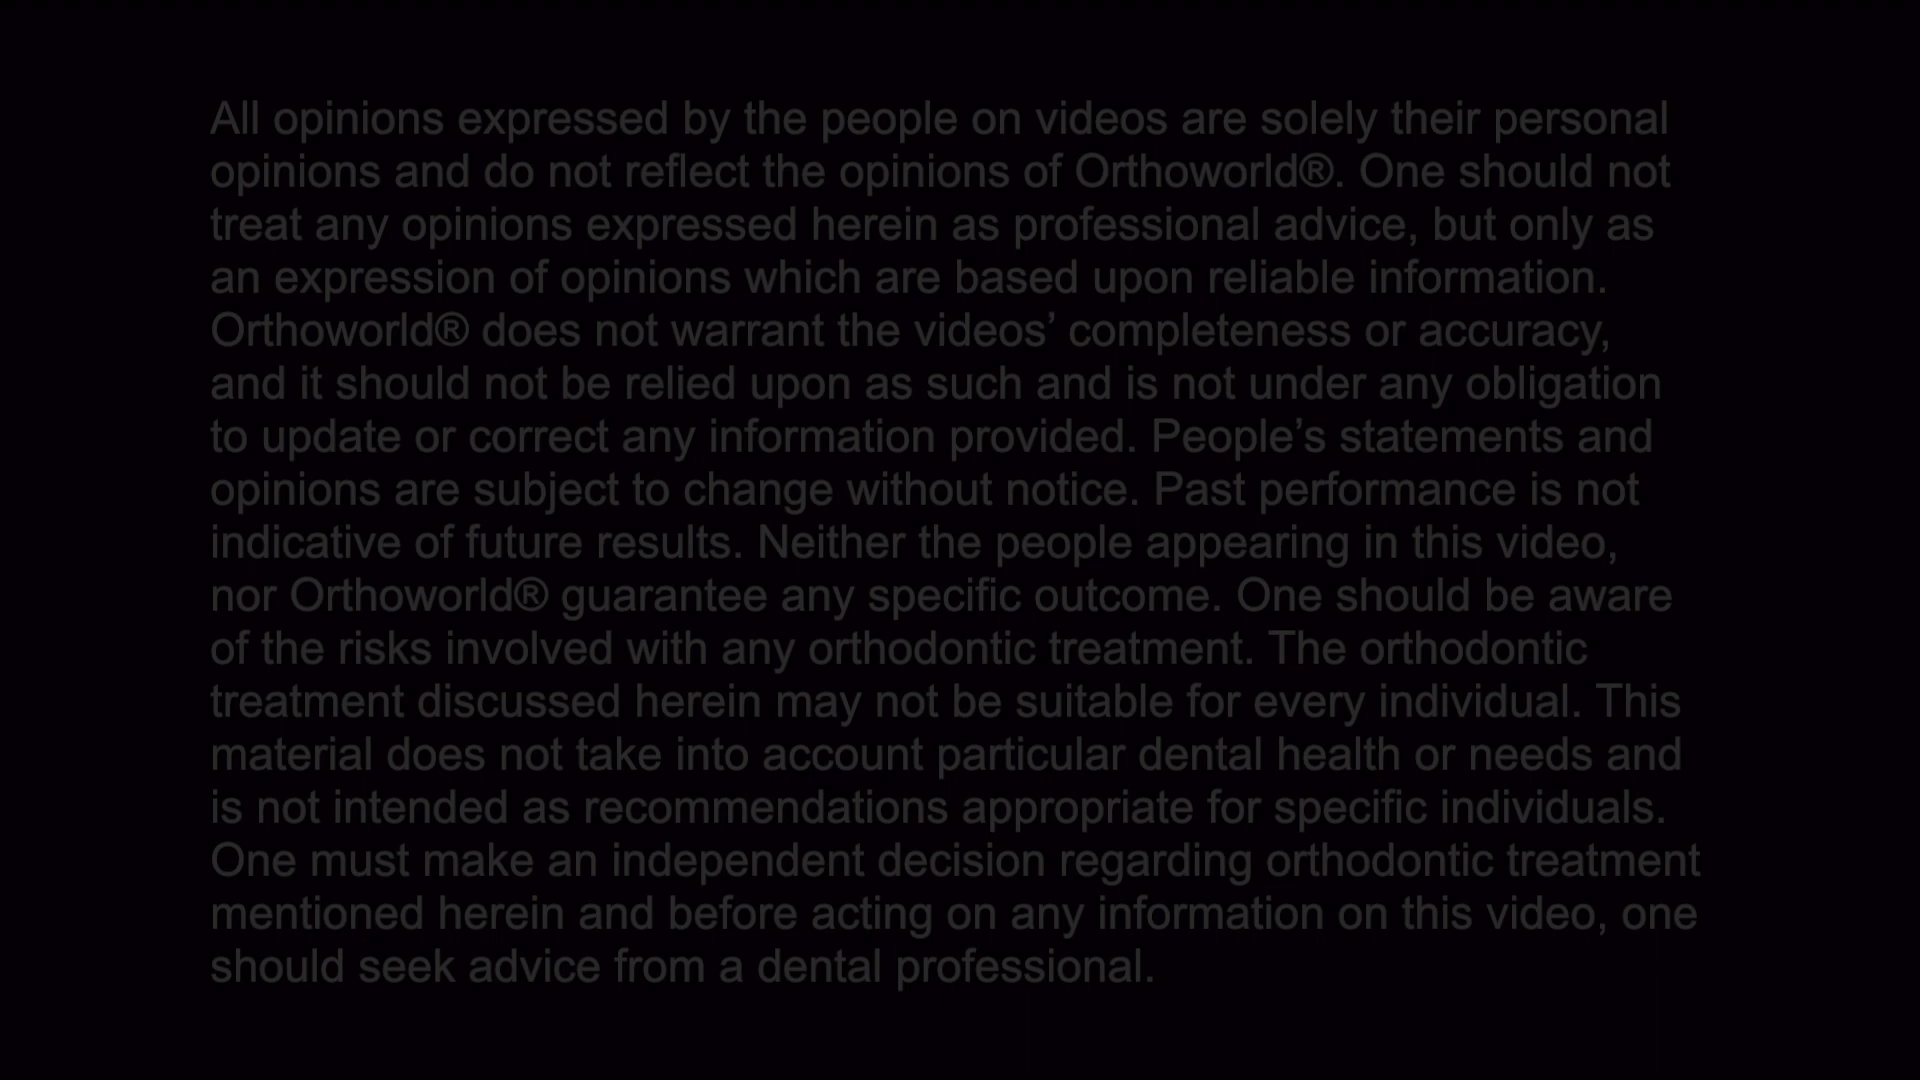 All opinions expressed by the people on videos are solely their personal
opinions and do not reflect the opinions of Orthoworld®. One should not
treat any opinions expressed herein as professional advice, but only as
an expression of opinions which are based upon reliable information.
Orthoworld® does not warrant the videos’ completeness or accuracy,
and it should not be relied upon as such and is not under any obligation
to update or correct any information provided. People’s statements and
opinions are subject to change without notice. Past performance is not
indicative of future results. Neither the people appearing in this video,
nor Orthoworld® guarantee any specific outcome. One should be aware
of the risks involved with any orthodontic treatment. The orthodontic
treatment discussed herein may not be suitable for every individual. This
material does not take into account particular dental health or needs and
is not intended as recommendations appropriate for specific individuals.
One must make an independent decision regarding orthodontic treatment
mentioned herein and before acting on any information on this video, one
should seek advice from a dental professional.